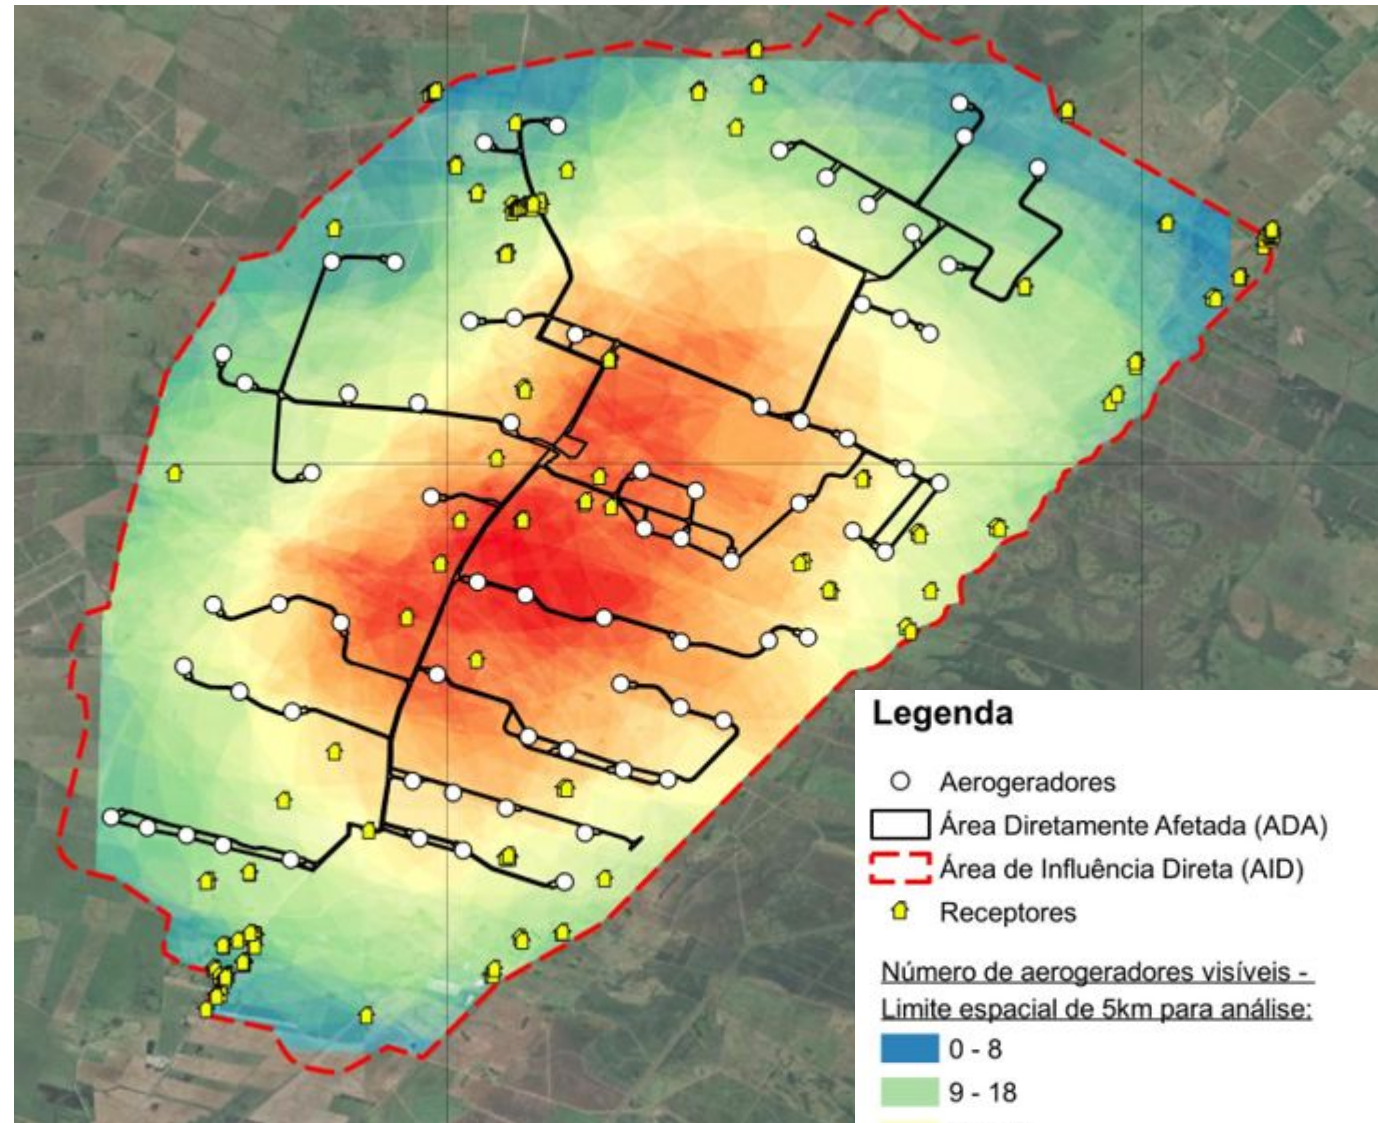 Legenda
Aerogeradores
Área Diretamente Afetada (ADA)
Área de Influência Direta (AID)
Receptores
Número de aerogeradores visíveis -
Limite espacial de 5km para análise:
0 - 8
9 - 18